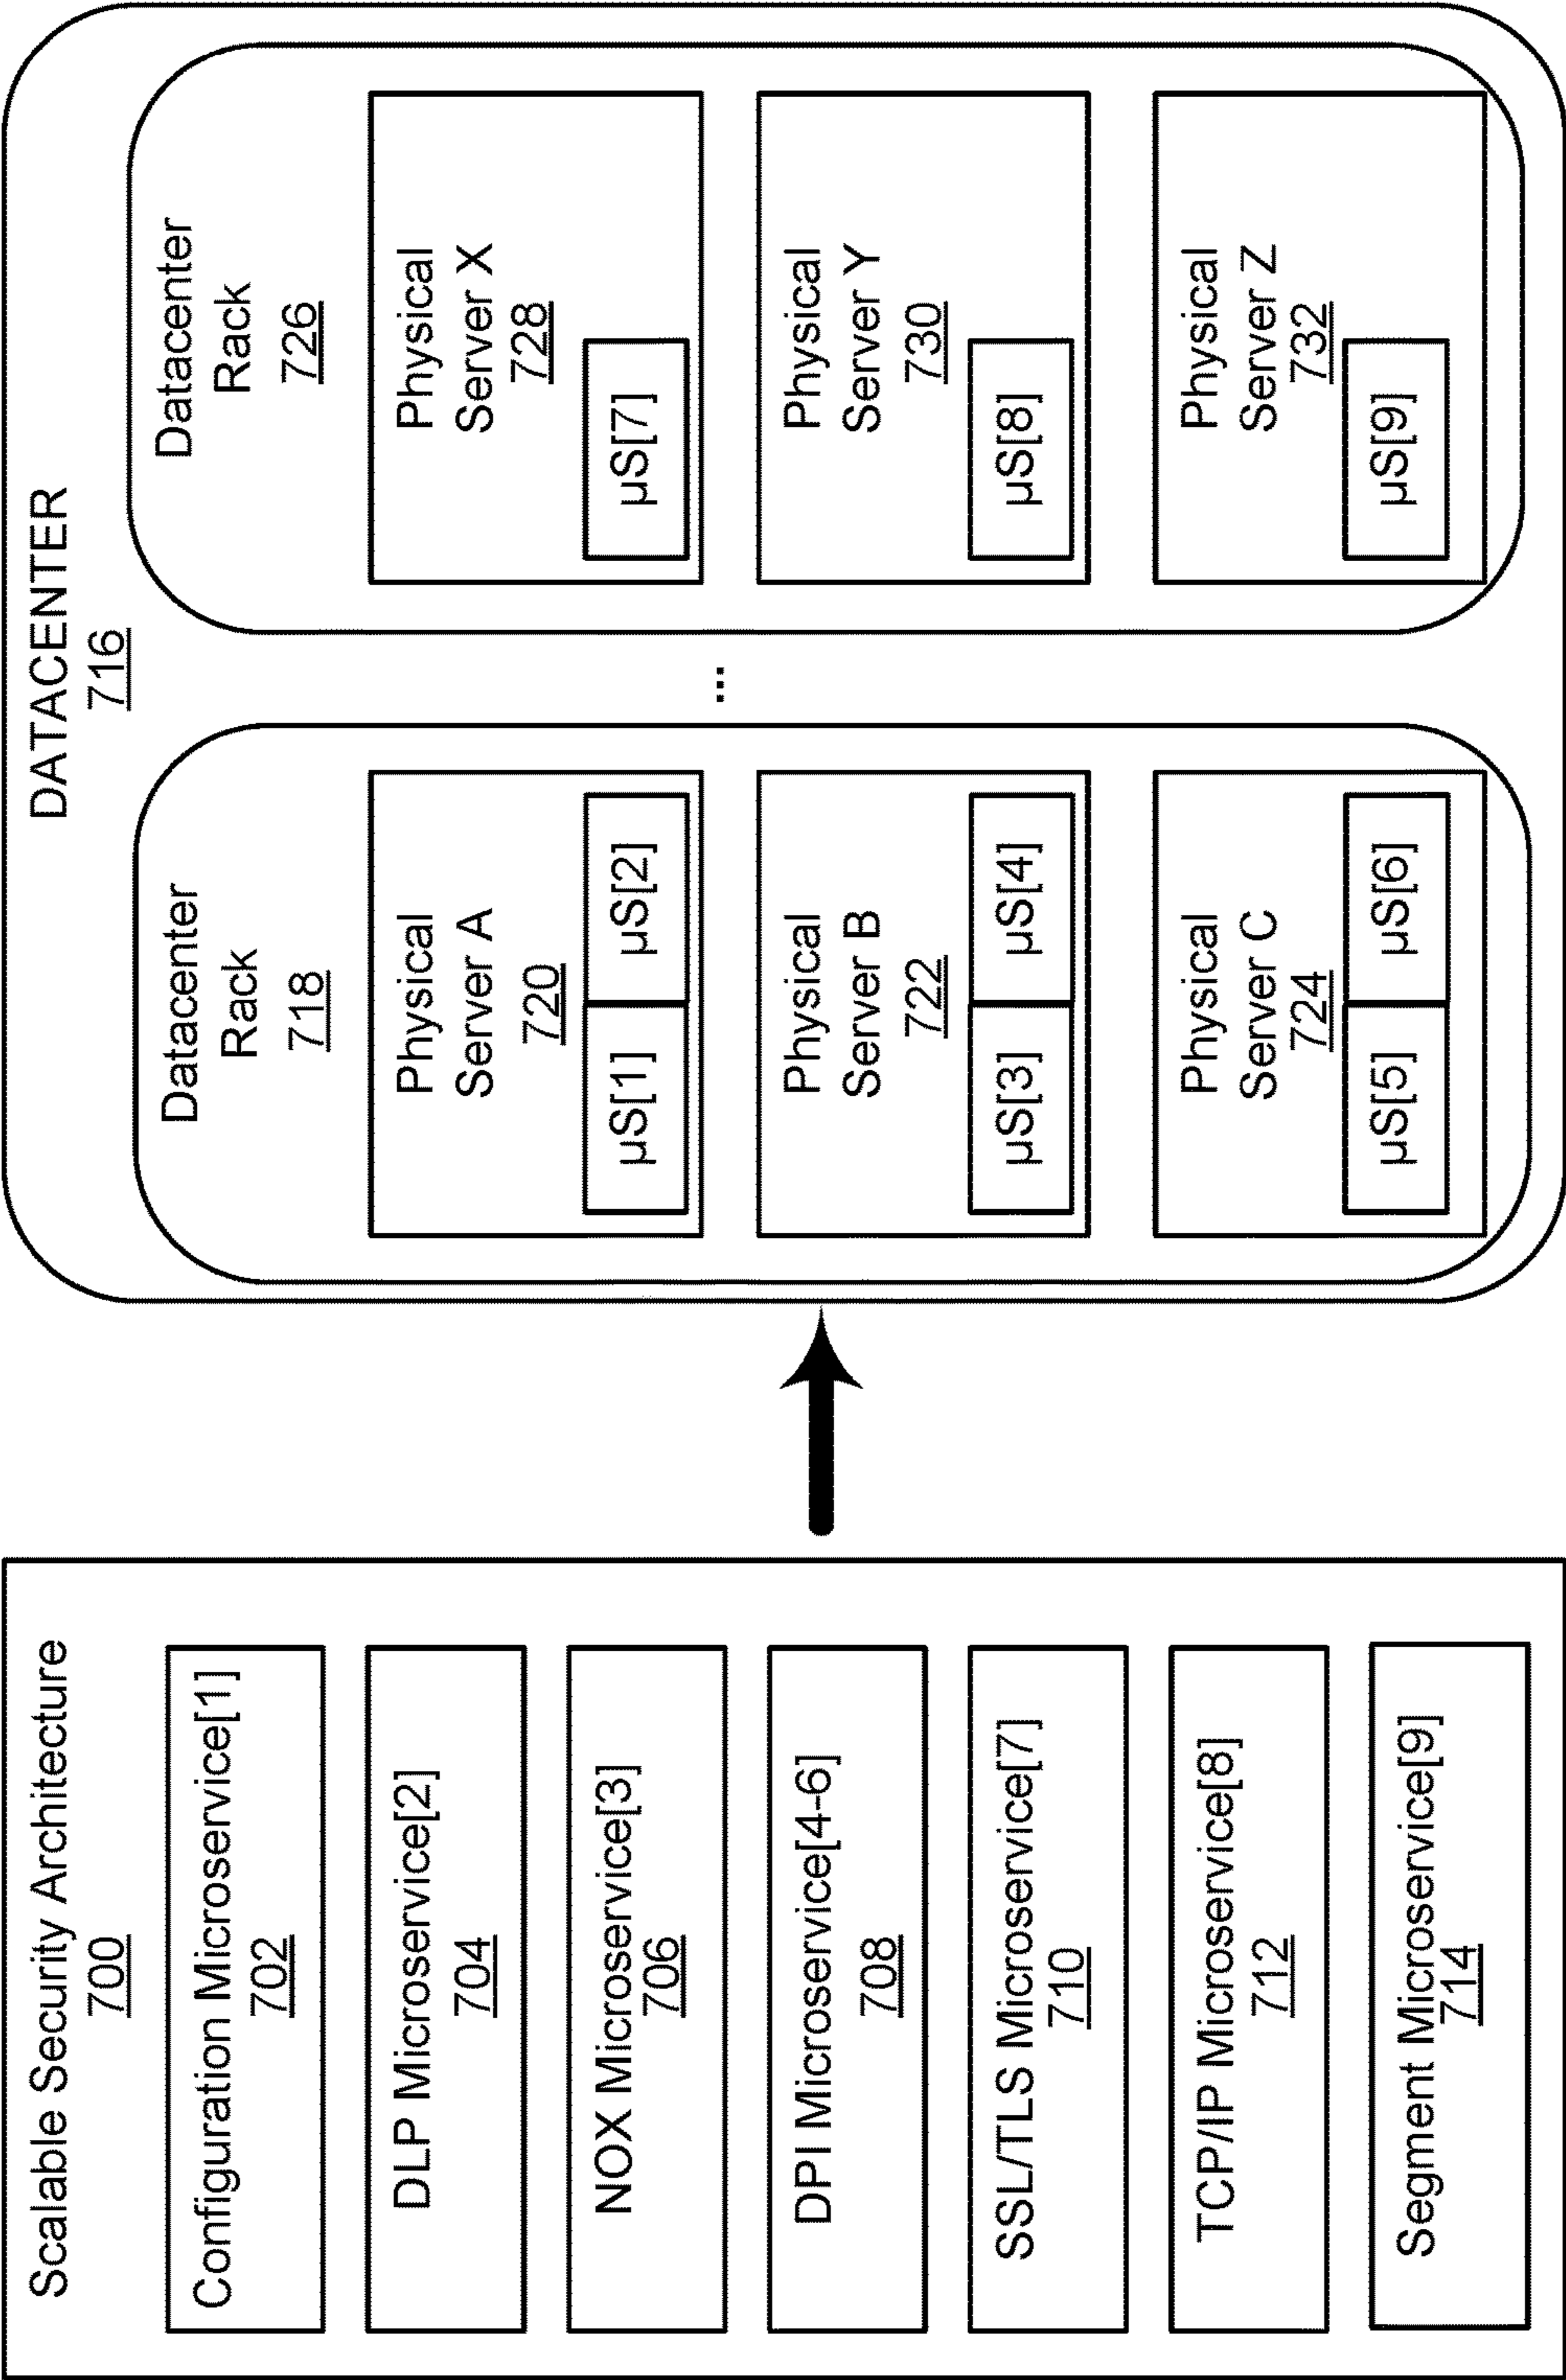 Scalable Security Architecture
700
Configuration Microservice[1]
702
DLP Microservice[2]
704
NOX Microservice[3]
706
DPI Microservice[4-6]
708
SSL/TLS Microservice[7]
710
TCP/IP Microservice[8]
712
Segment Microservice[9]
714
DATACENTER
716
Datacenter
Rack
718
Physical
Server A
720
µS[1]
µS[2]
Physical
Server B
722
µS[3]
µS[4]
Physical
Server C
724
µS[5]
µS[6]
...
Datacenter
Rack
726
Physical
Server X
728
µS[7]
Physical
Server Y
730
µS[8]
Physical
Server Z
732
µS[9]